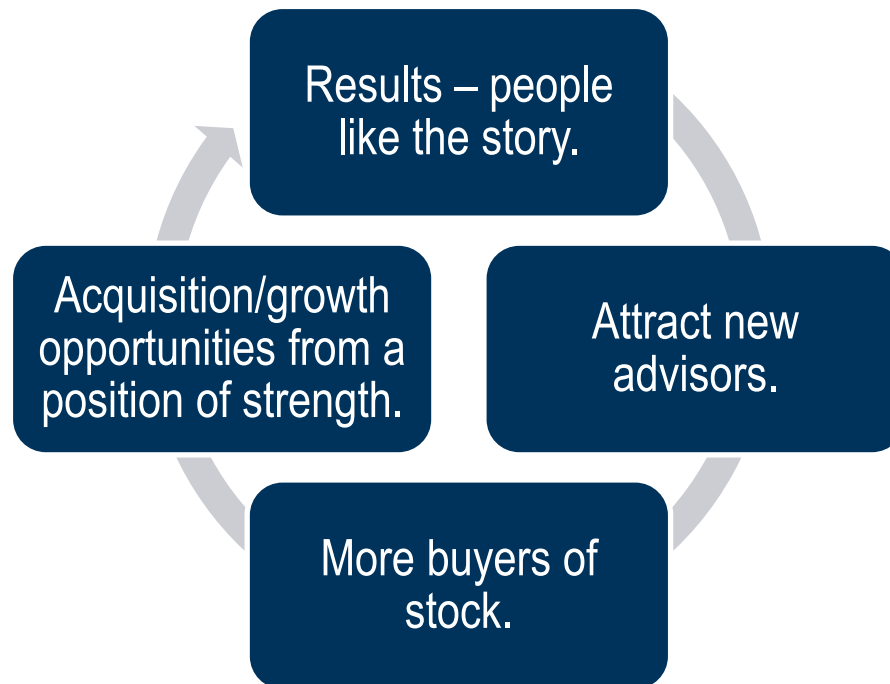 Results – people
like the story.
Attract new
advisors.
More buyers of
stock.
Acquisition/growth
opportunities from a
position of strength.